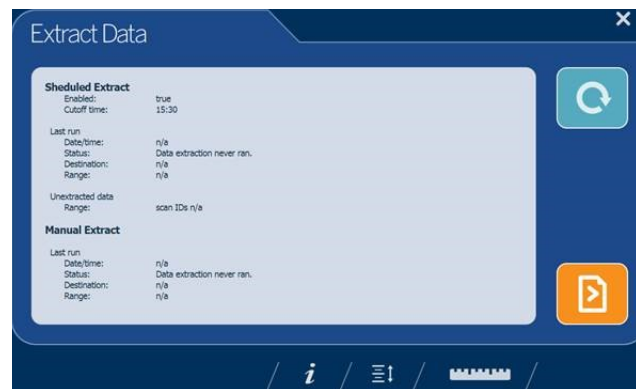 Extract Data
Sheduled Extract
Enabled: true
Cutoff time: 15:30
Last run
Date/time: n/a
Status: Data extraction never ran.
Destination: n/a
Range: n/a
Unextracted data
Range: scan IDs n/a
Manual Extract
Last run
Date/time: n/a
Status: Data extraction never ran.
Destination: n/a
Range: n/a